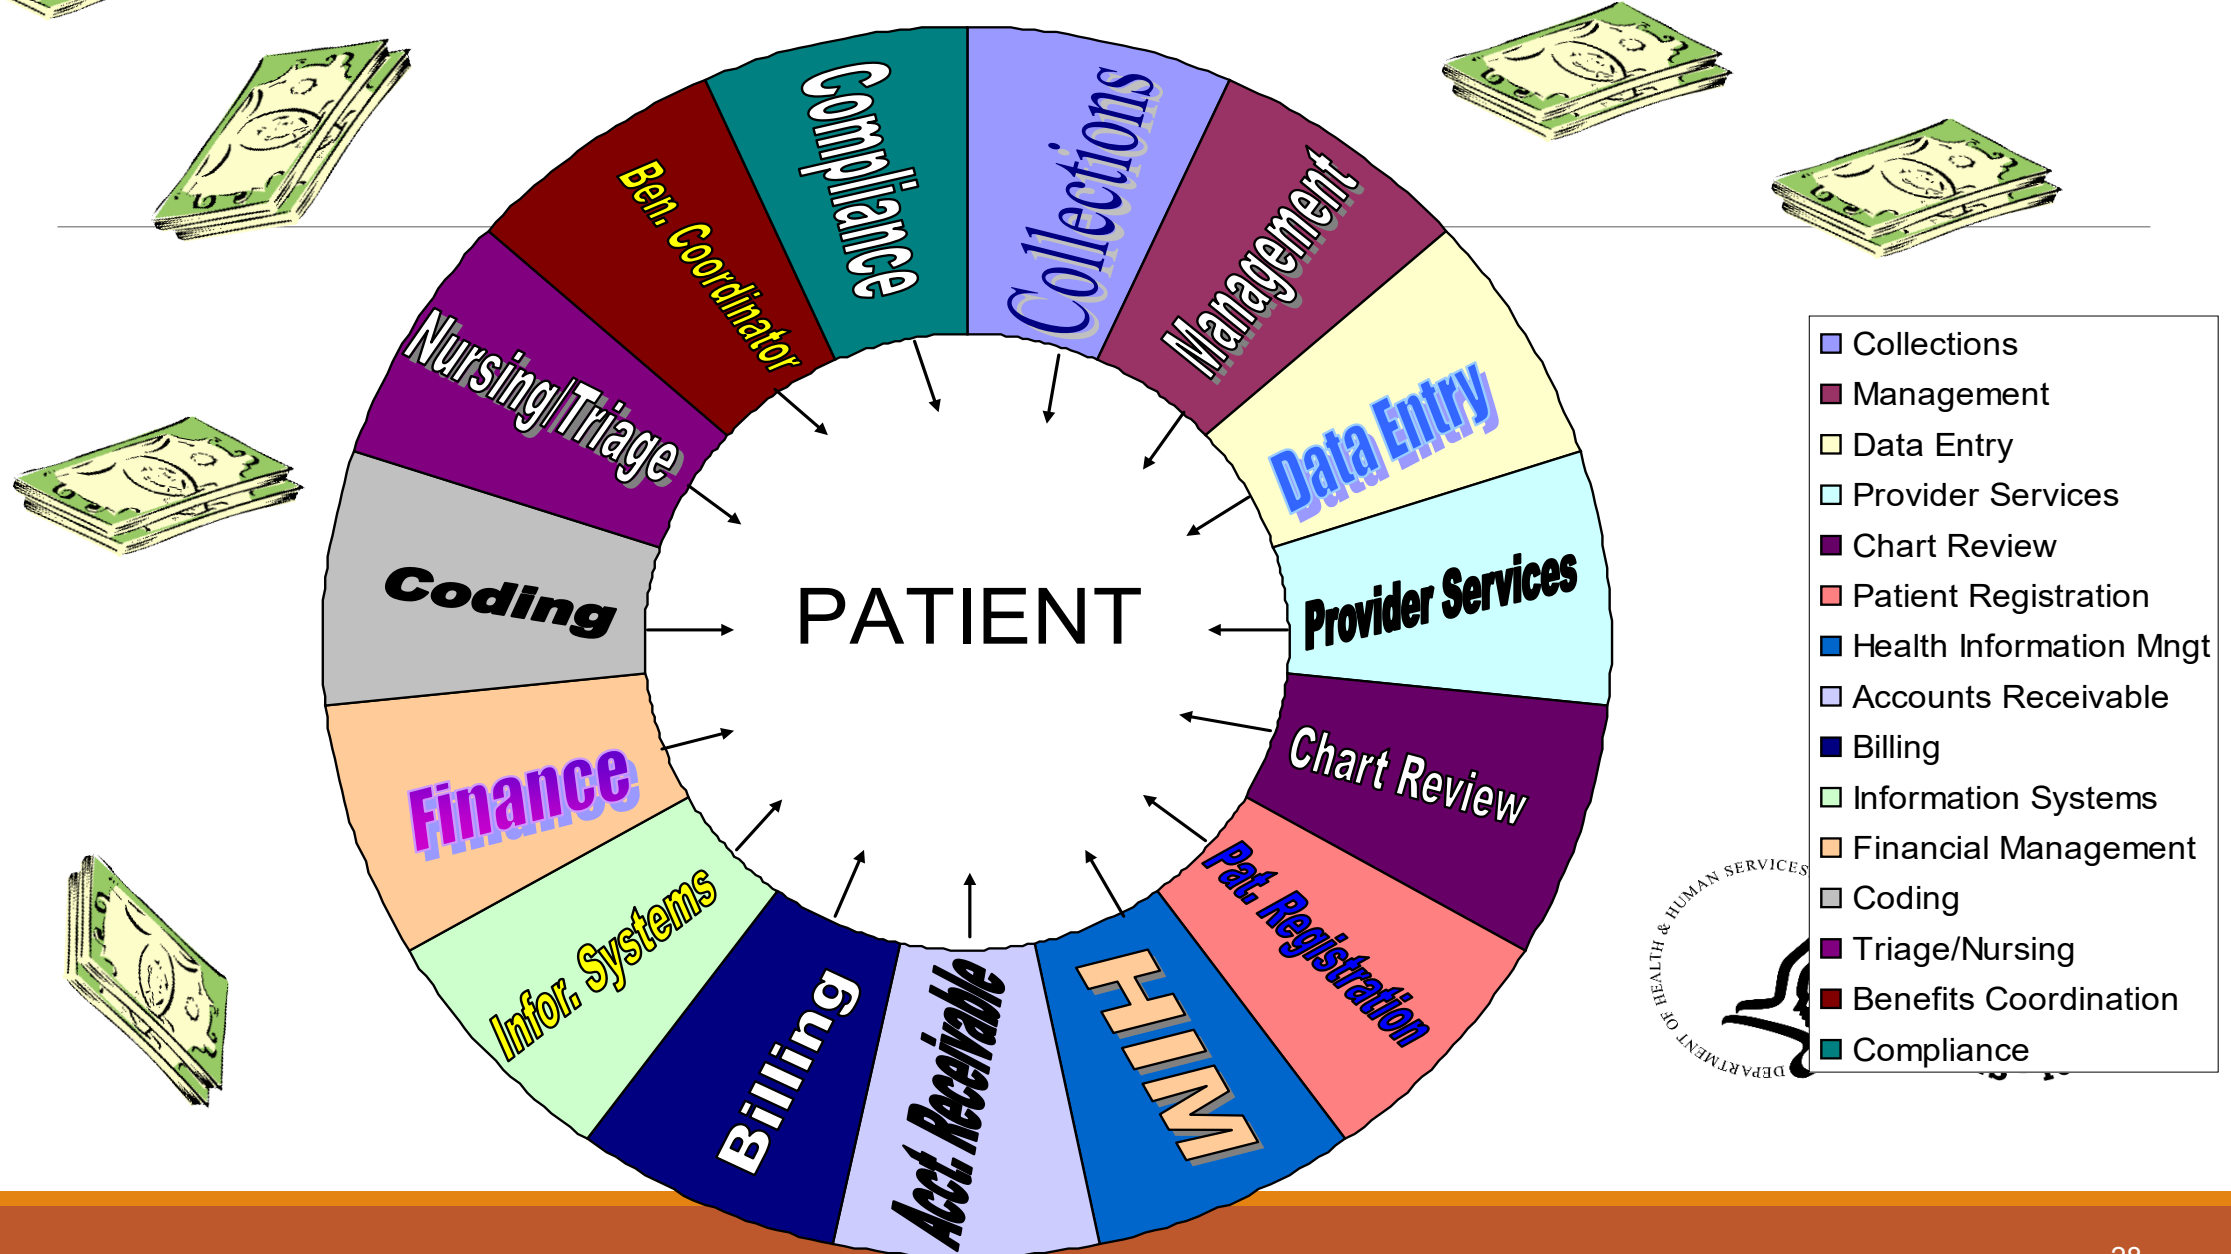 Compliance
Collections
Management
Data Entry
Provider Services
Chart Review
Pat. Registration
HIM
Acct. Receivable
Billing
Infor. Systems
Finance
Coding
Nursing/Triage
Ben. Coordinator
PATIENT
Collections
Management
Data Entry
Provider Services
Chart Review
Patient Registration
Health Information Mngt
Accounts Receivable
Billing
Information Systems
Financial Management
Coding
Triage/Nursing
Benefits Coordination
Compliance
DEPARTMENT OF HEALTH & HUMAN SERVICES